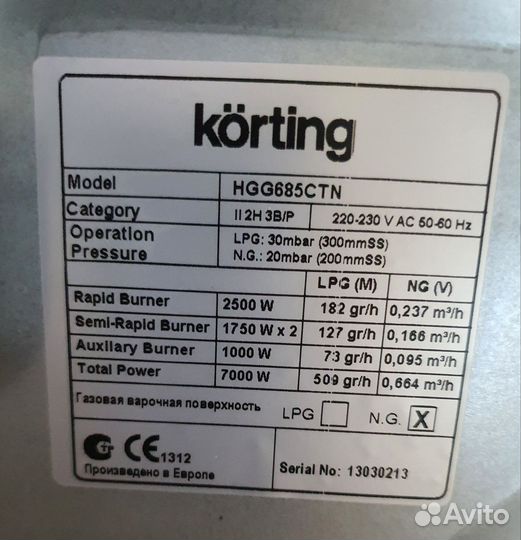 körting
Model HGG685CTN
Category II 2H 3B/P 220-230 V AC 50-60 Hz
Operation Pressure LPG: 30mbar (300mmSS)
N.G.: 20mbar (200mmSS)
LPG (M) NG (V)
Rapid Burner 2500 W 182 gr/h 0,237 m³/h
Semi-Rapid Burner 1750 W x 2 127 gr/h 0,166 m³/h
Auxilary Burner 1000 W 73 gr/h 0,095 m³/h
Total Power 7000 W 509 gr/h 0,664 m³/h
Газовая варочная поверхность LPG N.G. X
CE 1312
Произведено в Европе Serial No: 13030213
Avito